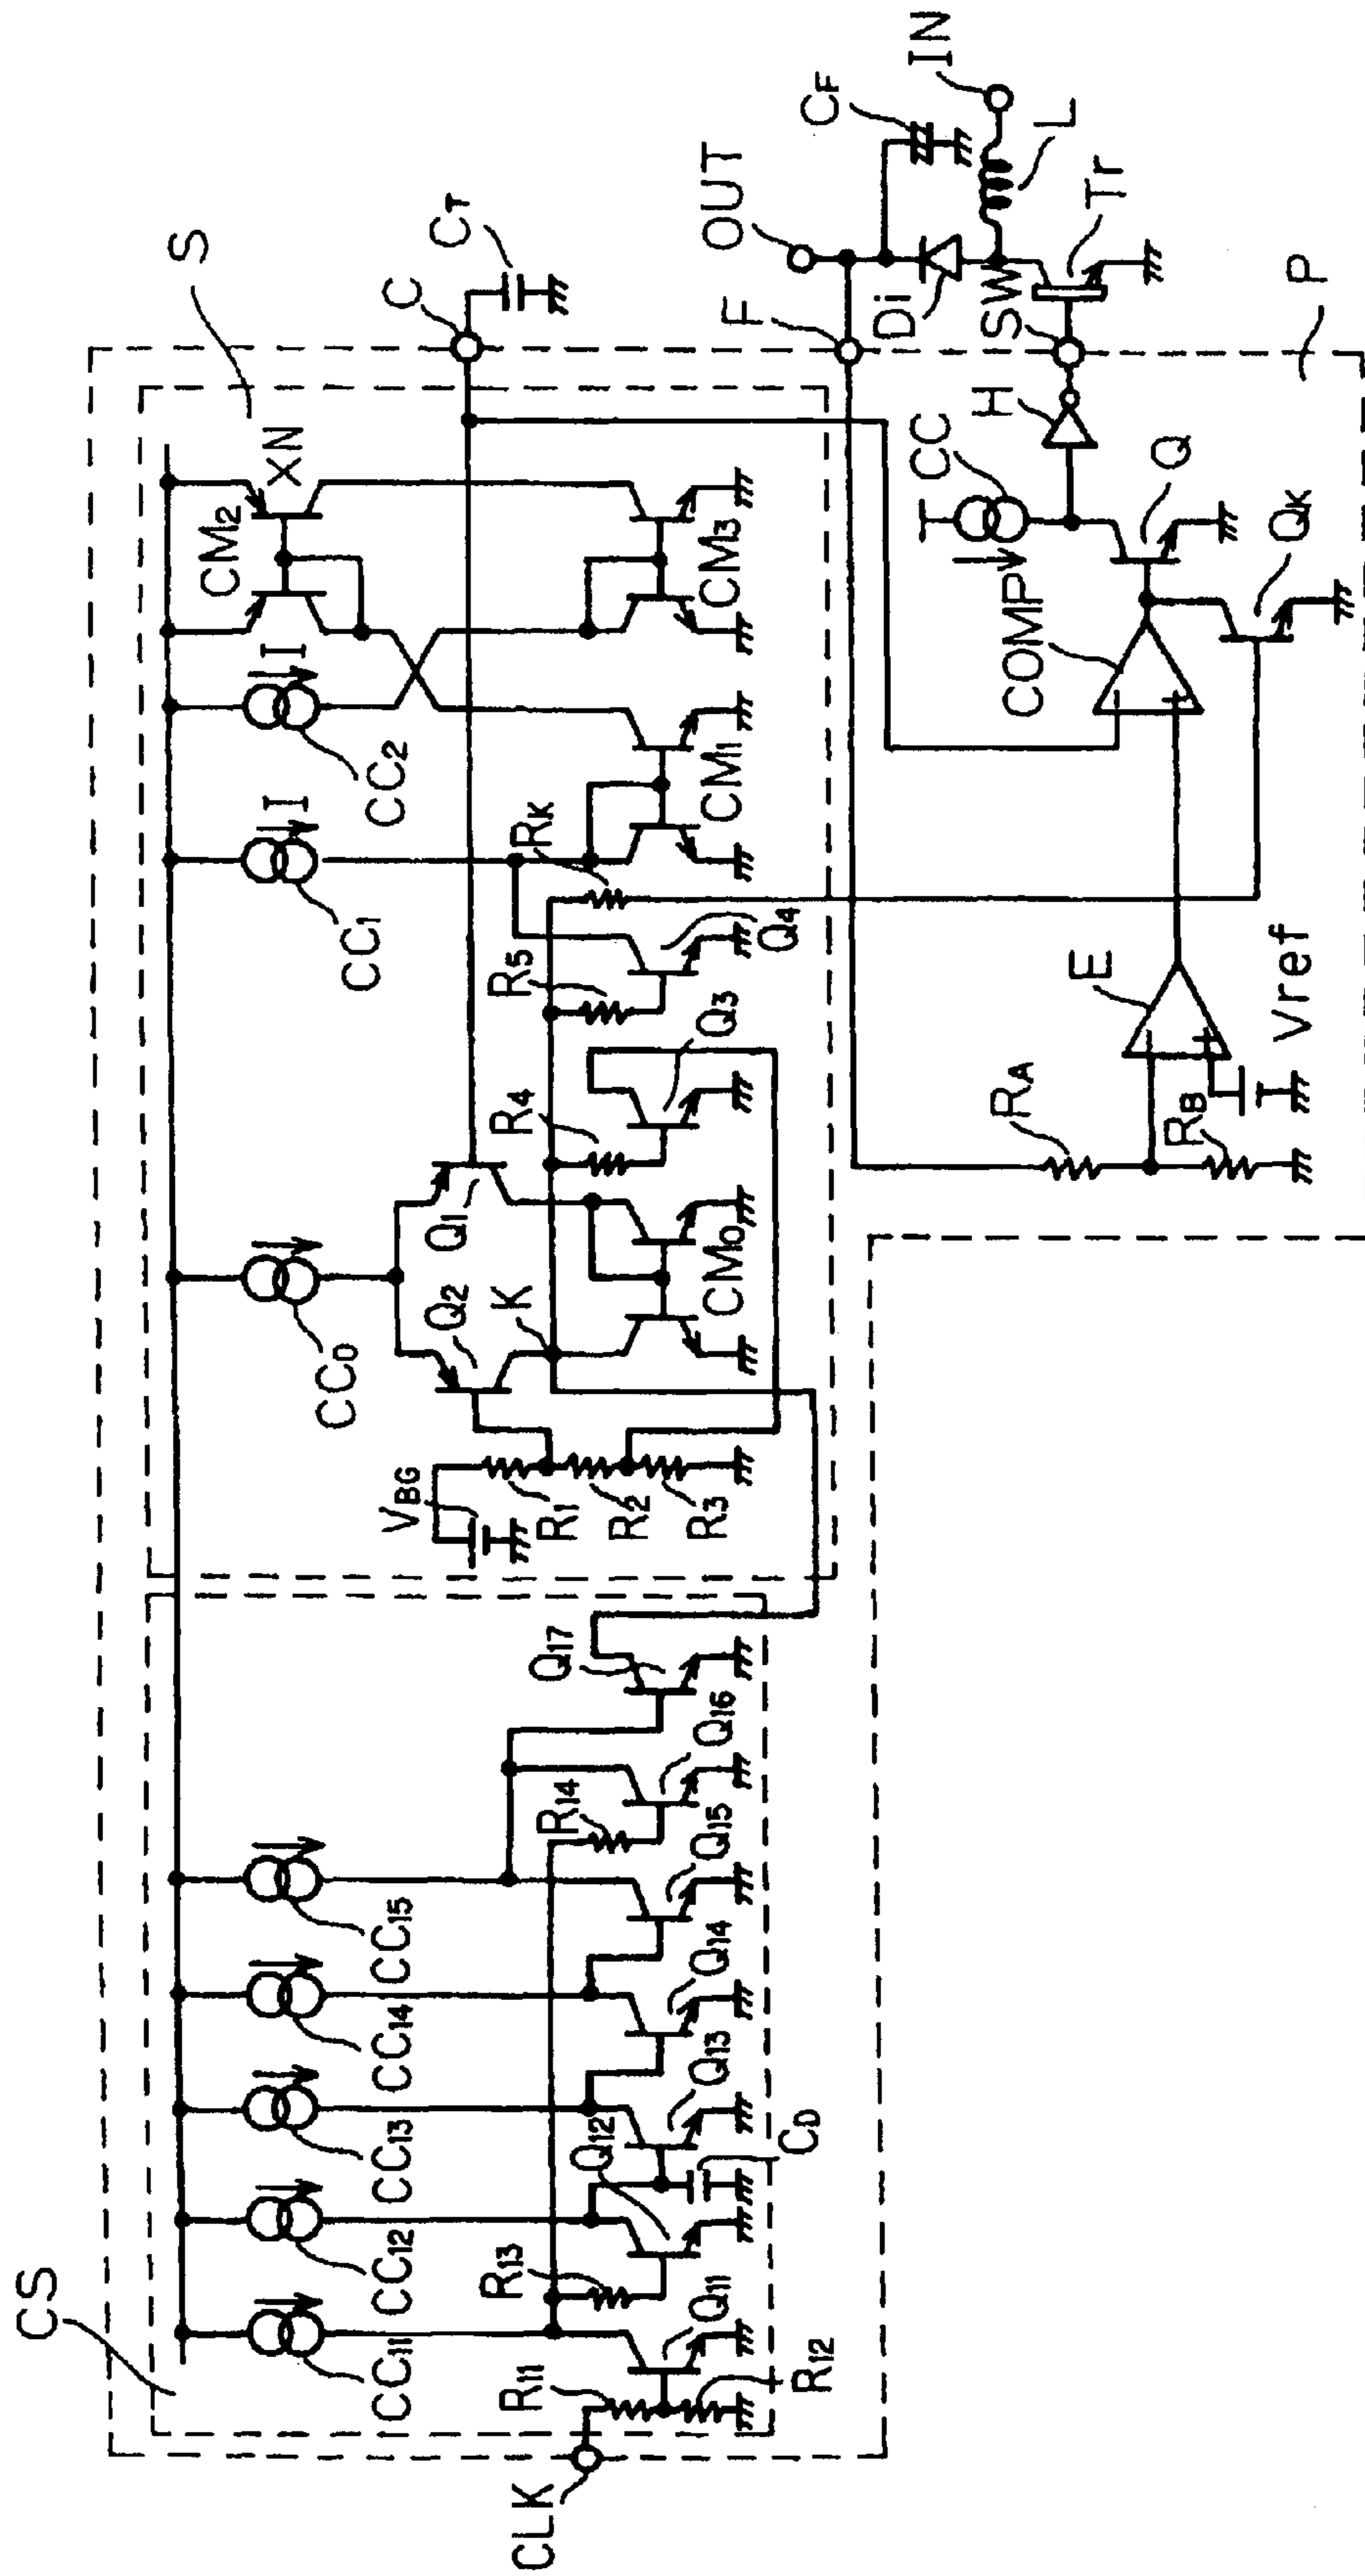 CS
S
CC11
CC12
CC13
CC14
CC15
CC0
CC1
I
CC2
I
CM2
XN
C
CT
VBG
R1
R2
R3
Q2
Q1
K
CM0
R4
Q3
R5
Q4
RK
CM1
CM3
CLK
R11
R12
Q11
R13
Q12
CD
Q13
Q14
Q15
R14
Q16
Q17
F
OUT
CF
IN
L
Di
SW
Tr
H
CC
Q
QK
COMP
E
Vref
RA
RB
P